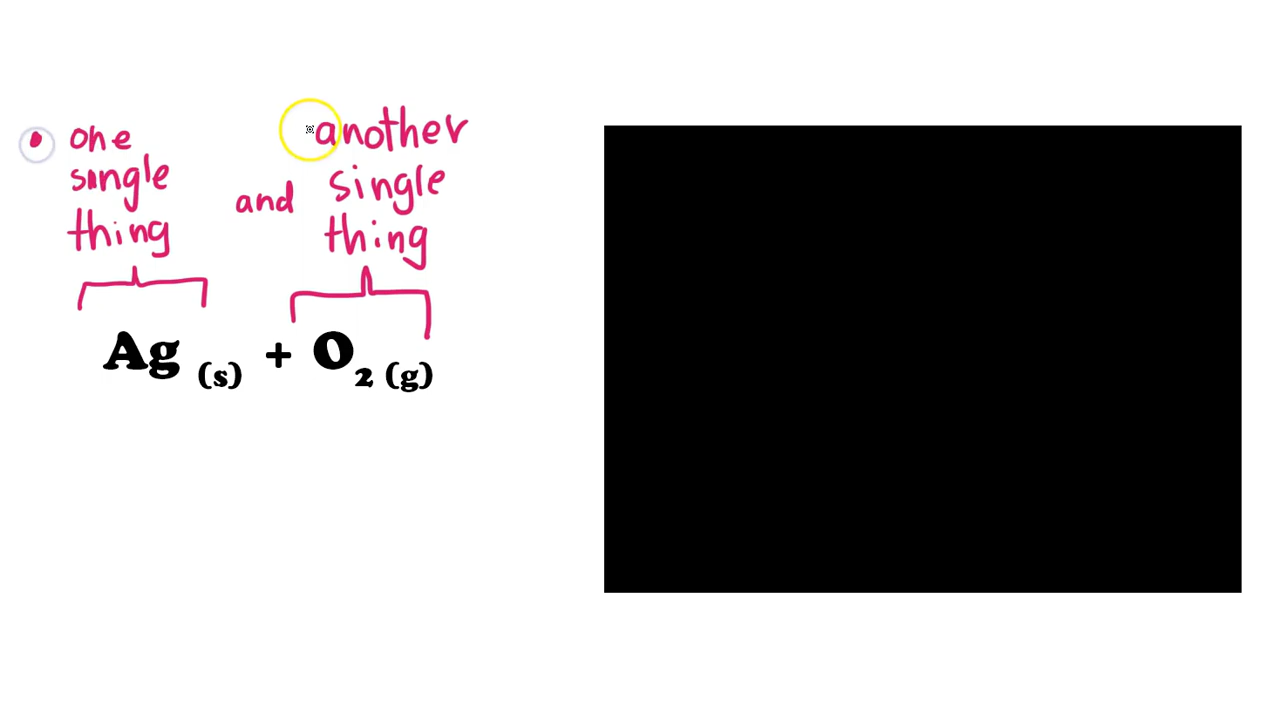 one
single
thing
and
another
single
thing
Ag (s) + O₂ (g)